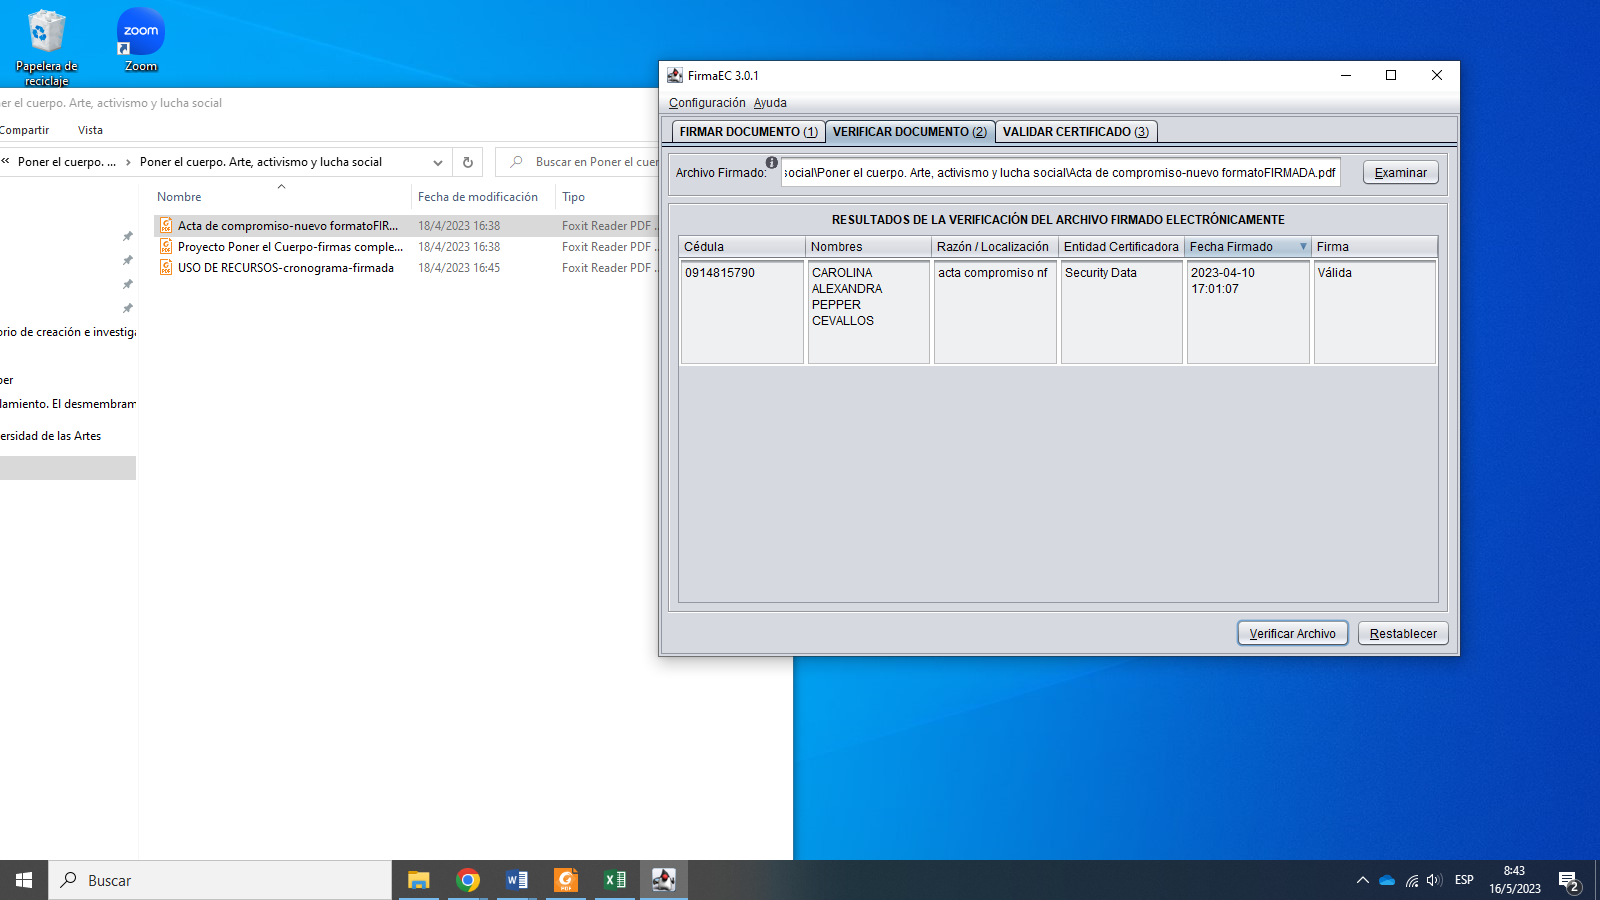 Papelera de
reciclaje
zoom
Zoom
er el cuerpo. Arte, activismo y lucha social
Compartir
Vista
Poner el cuerpo. ...
Poner el cuerpo. Arte, activismo y lucha social
Buscar en Poner el cuer
Nombre
Fecha de modificación
Tipo
Acta de compromiso-nuevo formatoFIR...
18/4/2023 16:38
Foxit Reader PDF ...
Proyecto Poner el Cuerpo-firmas comple...
18/4/2023 16:38
Foxit Reader PDF ...
USO DE RECURSOS-cronograma-firmada
18/4/2023 16:45
Foxit Reader PDF ...
orio de creación e investiga
per
lamiento. El desmembram
ersidad de las Artes
FirmaEC 3.0.1
Configuración Ayuda
FIRMAR DOCUMENTO (1)
VERIFICAR DOCUMENTO (2)
VALIDAR CERTIFICADO (3)
Archivo Firmado:
social\Poner el cuerpo. Arte, activismo y lucha social\Acta de compromiso-nuevo formatoFIRMADA.pdf
Examinar
RESULTADOS DE LA VERIFICACIÓN DEL ARCHIVO FIRMADO ELECTRÓNICAMENTE
Cédula
Nombres
Razón / Localización
Entidad Certificadora
Fecha Firmado
Firma
0914815790
CAROLINA
ALEXANDRA
PEPPER
CEVALLOS
acta compromiso nf
Security Data
2023-04-10
17:01:07
Válida
Verificar Archivo
Restablecer
Buscar
ESP
8:43
16/5/2023
2